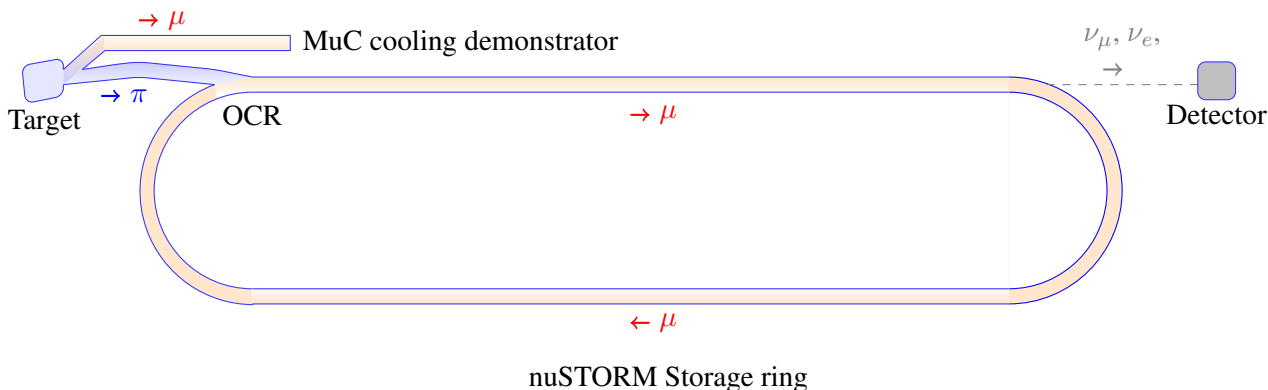 → μ
MuC cooling demonstrator
ν_μ, ν_e,
→
→ π
Target
OCR
→ μ
Detector
← μ
nuSTORM Storage ring